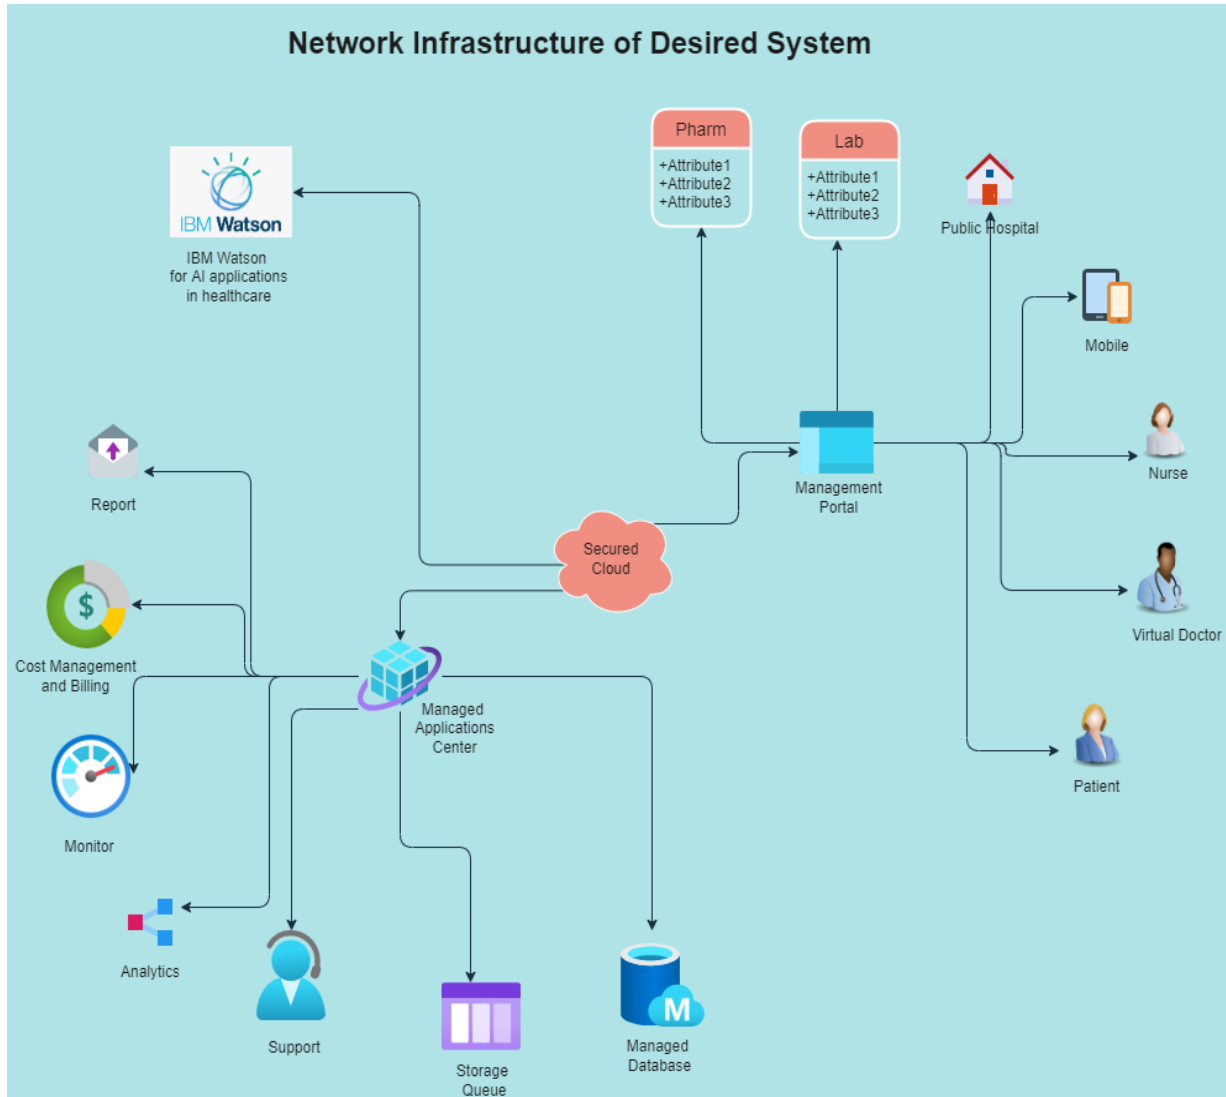 Network Infrastructure of Desired System
Pharm
+Attribute1
+Attribute2
+Attribute3
Lab
+Attribute1
+Attribute2
+Attribute3
Public Hospital
IBM Watson
IBM Watson
for AI applications
in healthcare
Mobile
Report
Management
Portal
Nurse
Secured
Cloud
$
Cost Management
and Billing
Virtual Doctor
Managed
Applications
Center
Patient
Monitor
Analytics
Support
M
Storage
Queue
Managed
Database